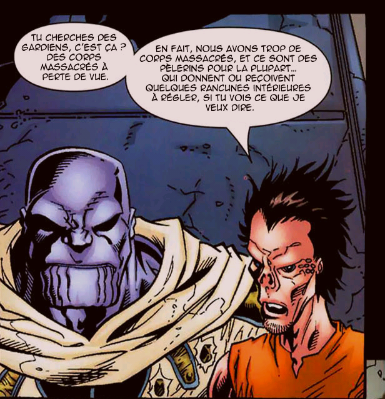 TU CHERCHES DES
GARDIENS, C'EST ÇA ?
DES CORPS
MASSACRÉS À
PERTE DE VUE.
EN FAIT, NOUS AVONS TROP DE
CORPS MASSACRÉS, ET CE SONT DES
PÈLERINS POUR LA PLUPART...
QUI DONNENT OU REÇOIVENT
QUELQUES RANCUNES INTÉRIEURES
À RÉGLER, SI TU VOIS CE QUE JE
VEUX DIRE.